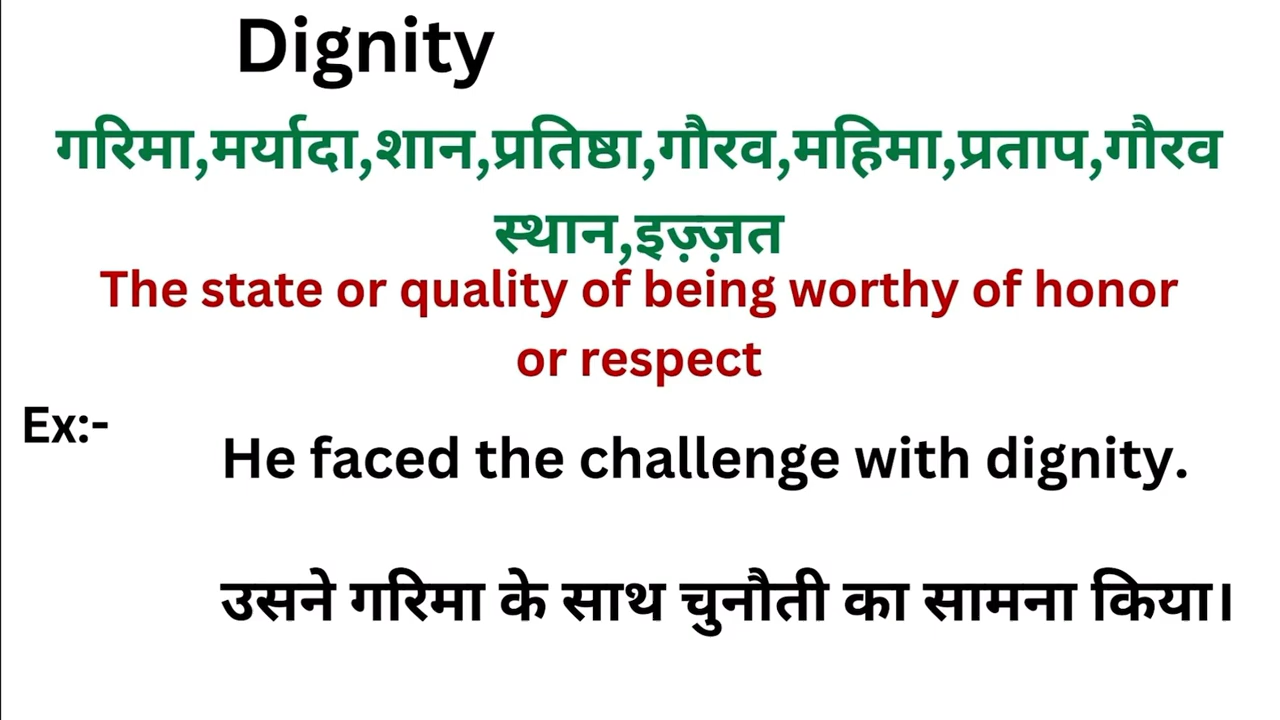 Dignity
गरिमा,मर्यादा,शान,प्रतिष्ठा,गौरव,महिमा,प्रताप,गौरव
स्थान,इज़्ज़त
The state or quality of being worthy of honor
or respect
Ex:-
He faced the challenge with dignity.
उसने गरिमा के साथ चुनौती का सामना किया।